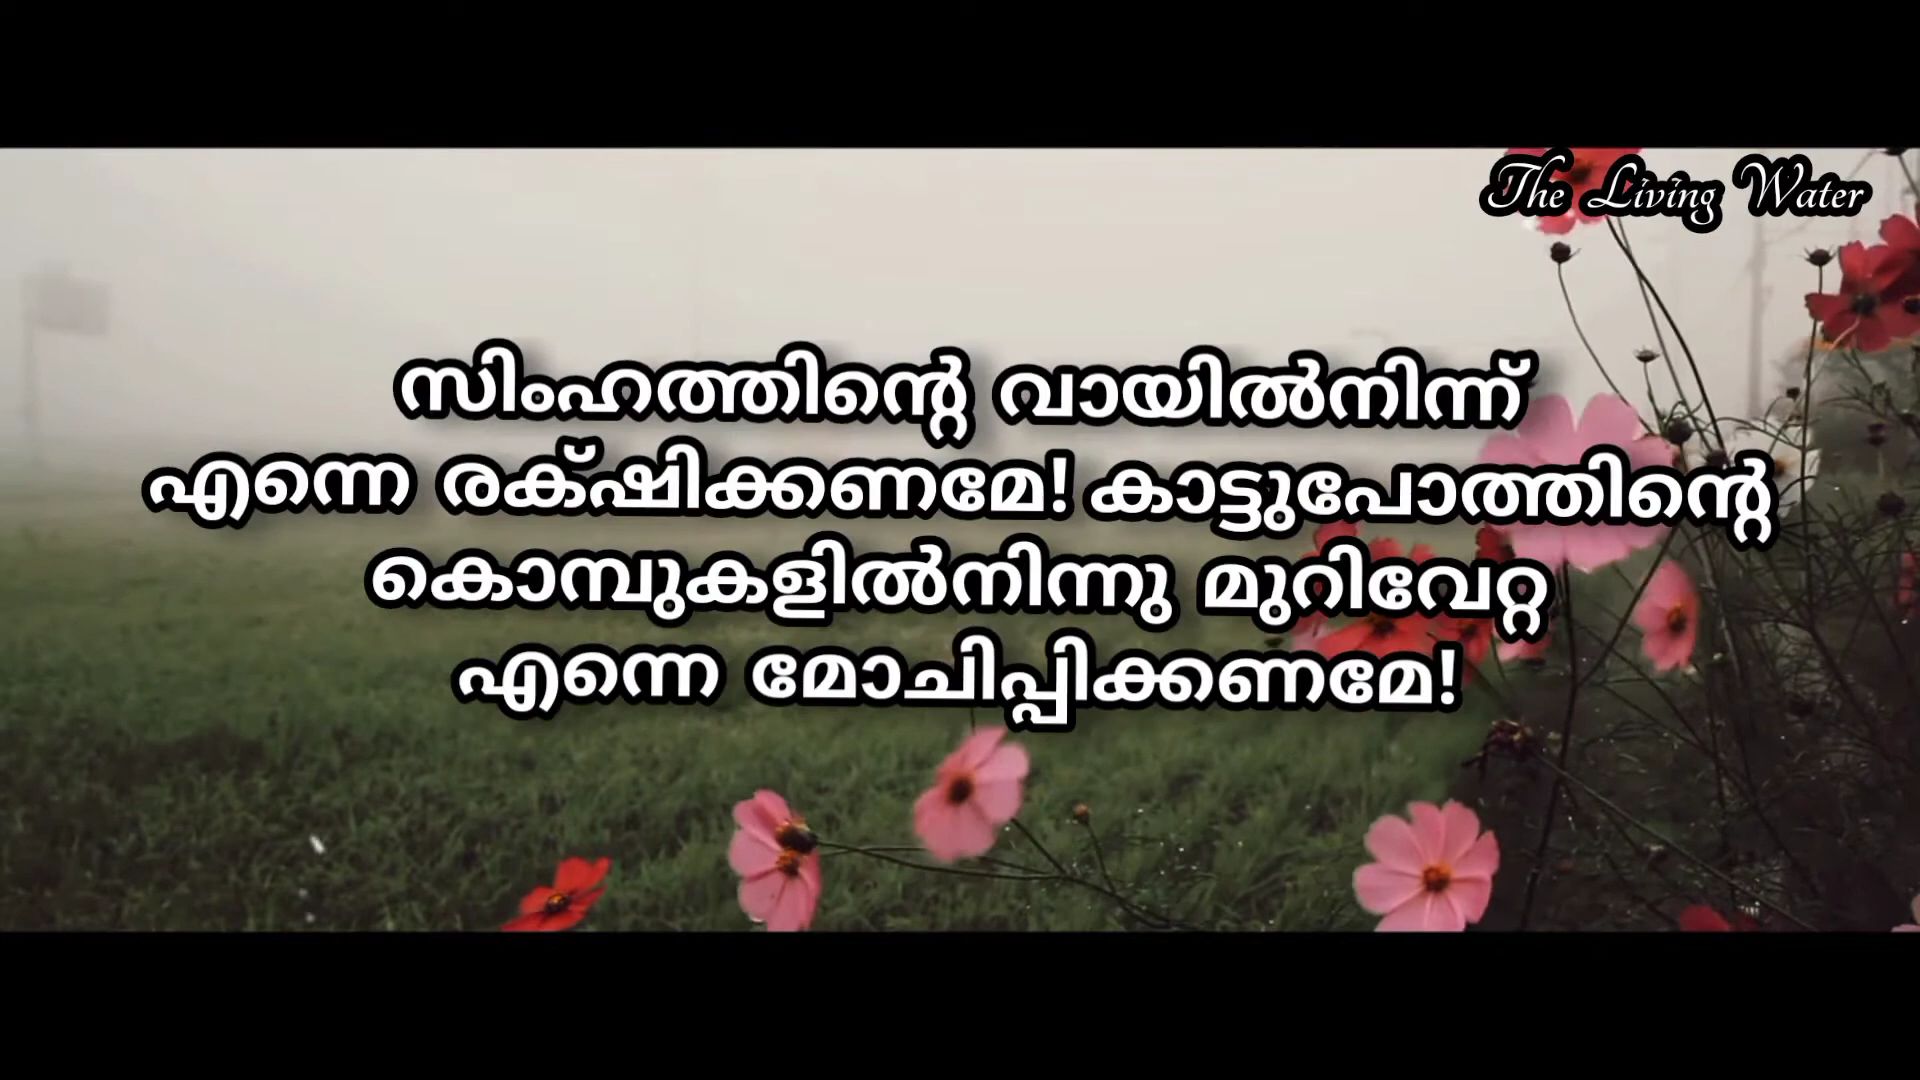 The Living Water
സിംഹത്തിന്റെ വായിൽനിന്ന്
എന്നെ രക്‌ഷിക്കണമേ! കാട്ടുപോത്തിന്റെ
കൊമ്പുകളിൽനിന്നു മുറിവേറ്റ
എന്നെ മോചിപ്പിക്കണമേ!